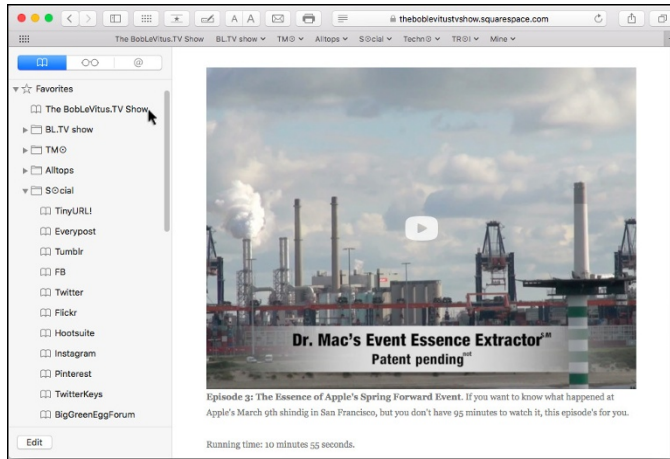 A A
theboblevitustvshow.squarespace.com
The BobLeVitus.TV Show BL.TV show TM☉ Alltops S☉cial Techn☉ TR☉I Mine
@
Favorites
The BobLeVitus.TV Show
BL.TV show
TM☉
Alltops
S☉cial
TinyURL!
Everypost
Tumblr
FB
Twitter
Flickr
Hootsuite
Instagram
Pinterest
TwitterKeys
BigGreenEggForum
Edit
Dr. Mac's Event Essence Extractor SM
Patent pending not
Episode 3: The Essence of Apple's Spring Forward Event. If you want to know what happened at
Apple's March 9th shindig in San Francisco, but you don't have 95 minutes to watch it, this episode's for you.
Running time: 10 minutes 55 seconds.